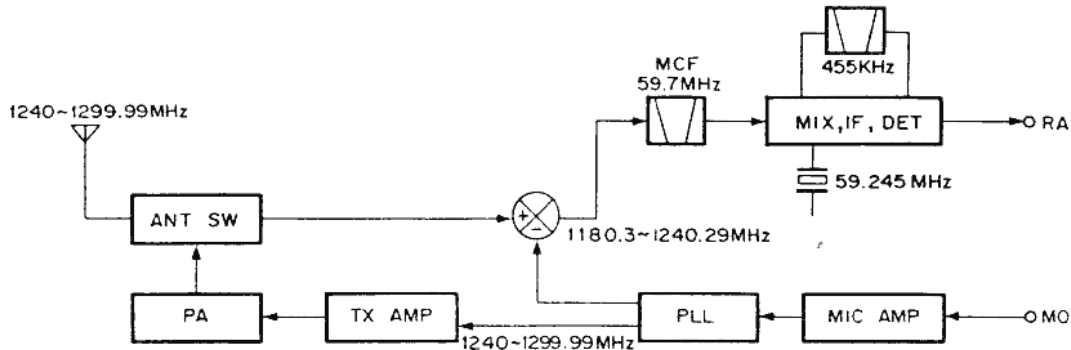 455KHz
MCF
59.7MHz
1240~1299.99MHz
MIX, IF, DET
RA
59.245 MHz
ANT SW
+
−
1180.3~1240.29MHz
PA
TX AMP
PLL
MIC AMP
MO
1240~1299.99MHz